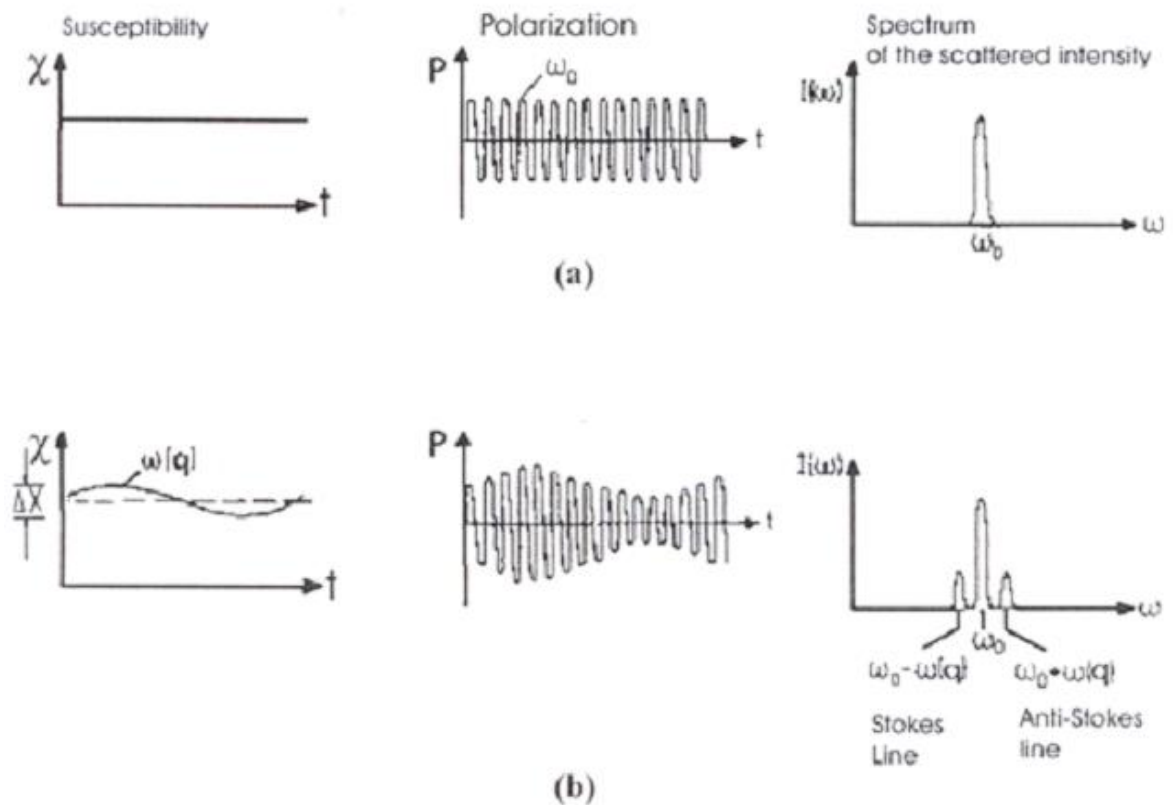 Susceptibility
χ
t
Polarization
P
ω₀
t
Spectrum
of the scattered intensity
I(ω)
ω₀
ω
(a)
χ
ω(q)
Δχ
t
P
t
I(ω)
ω₀
ω
ω₀-ω(q)
ω₀+ω(q)
Stokes
Line
Anti-Stokes
line
(b)